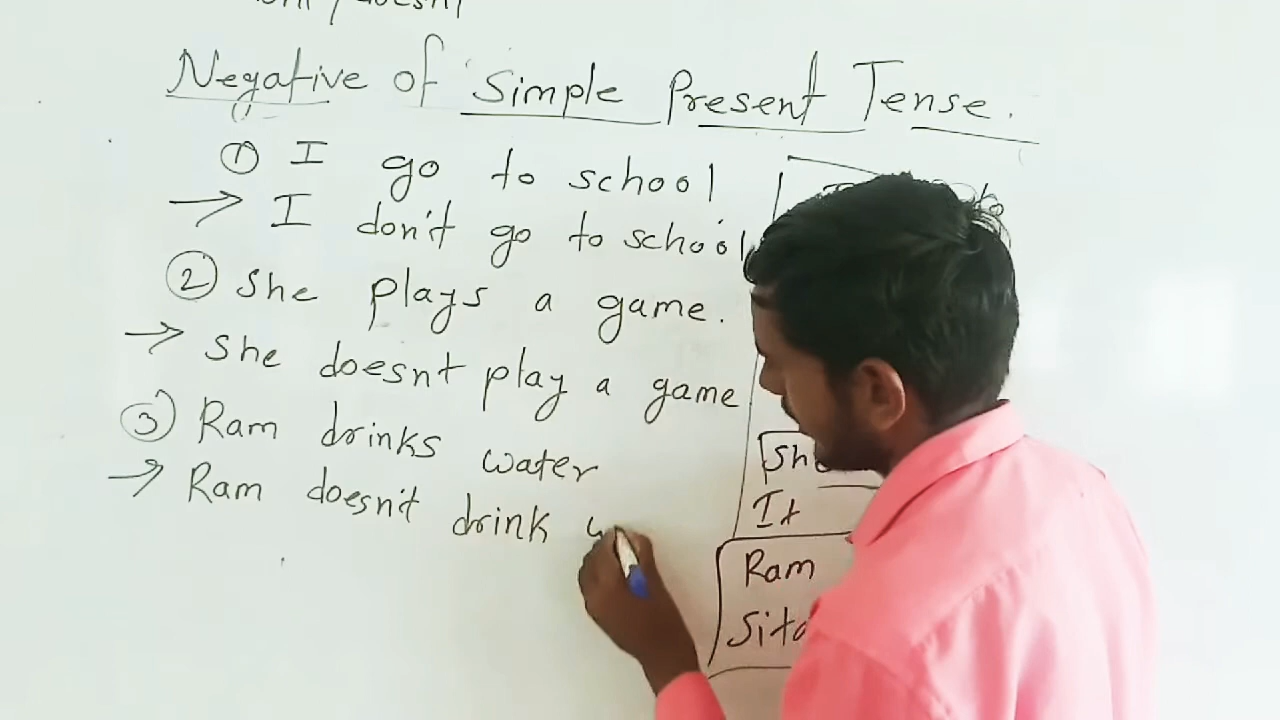 Negative of Simple Present Tense.
① I go to school
→ I don't go to school
② She plays a game.
→ She doesnt play a game
③ Ram drinks water
→ Ram doesn't drink
It
Ram